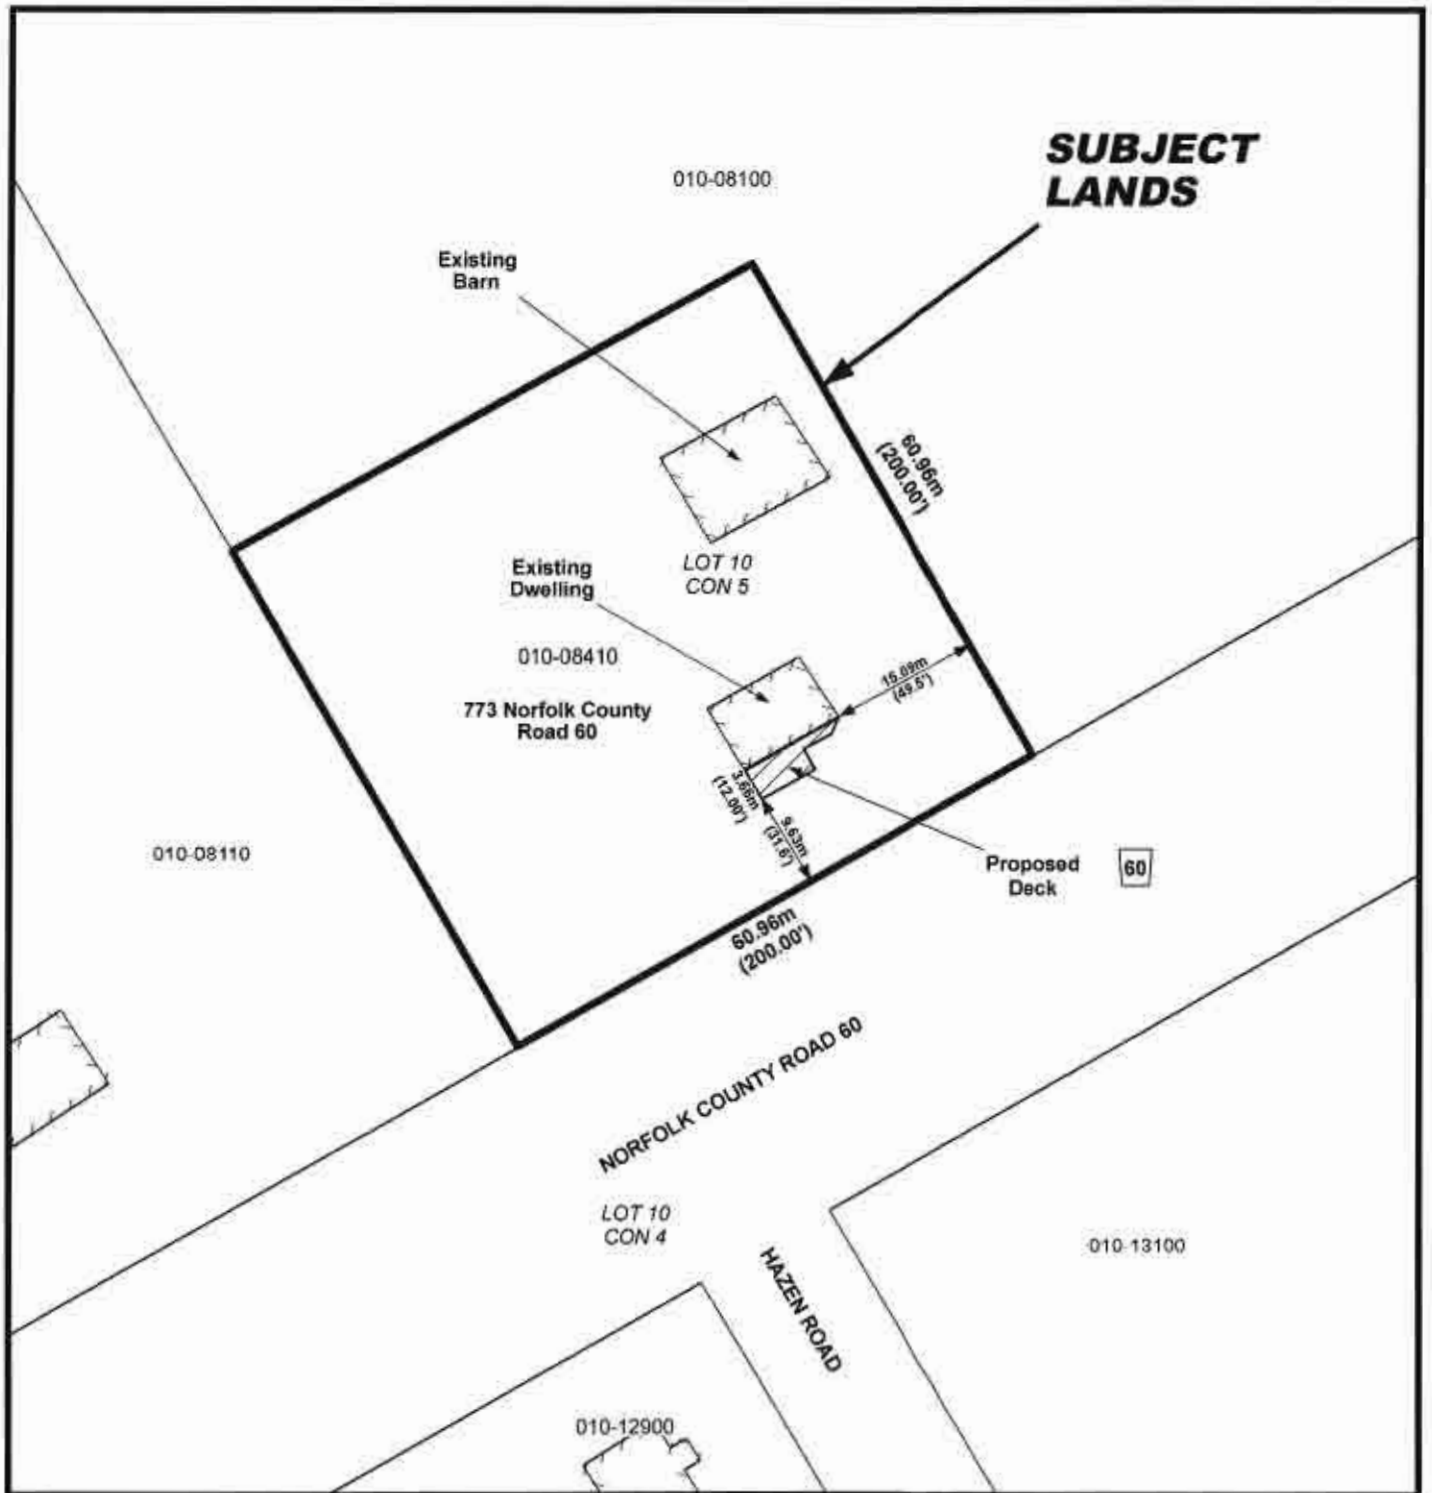 SUBJECT
LANDS
010-08100
Existing
Barn
60.96m
(200.00')
LOT 10
CON 5
Existing
Dwelling
010-08410
773 Norfolk County
Road 60
15.09m
(49.5')
3.66m
(12.00')
9.63m
(31.6')
010-08110
Proposed
Deck
60
60.96m
(200.00')
NORFOLK COUNTY ROAD 60
LOT 10
CON 4
HAZEN ROAD
010-13100
010-12900